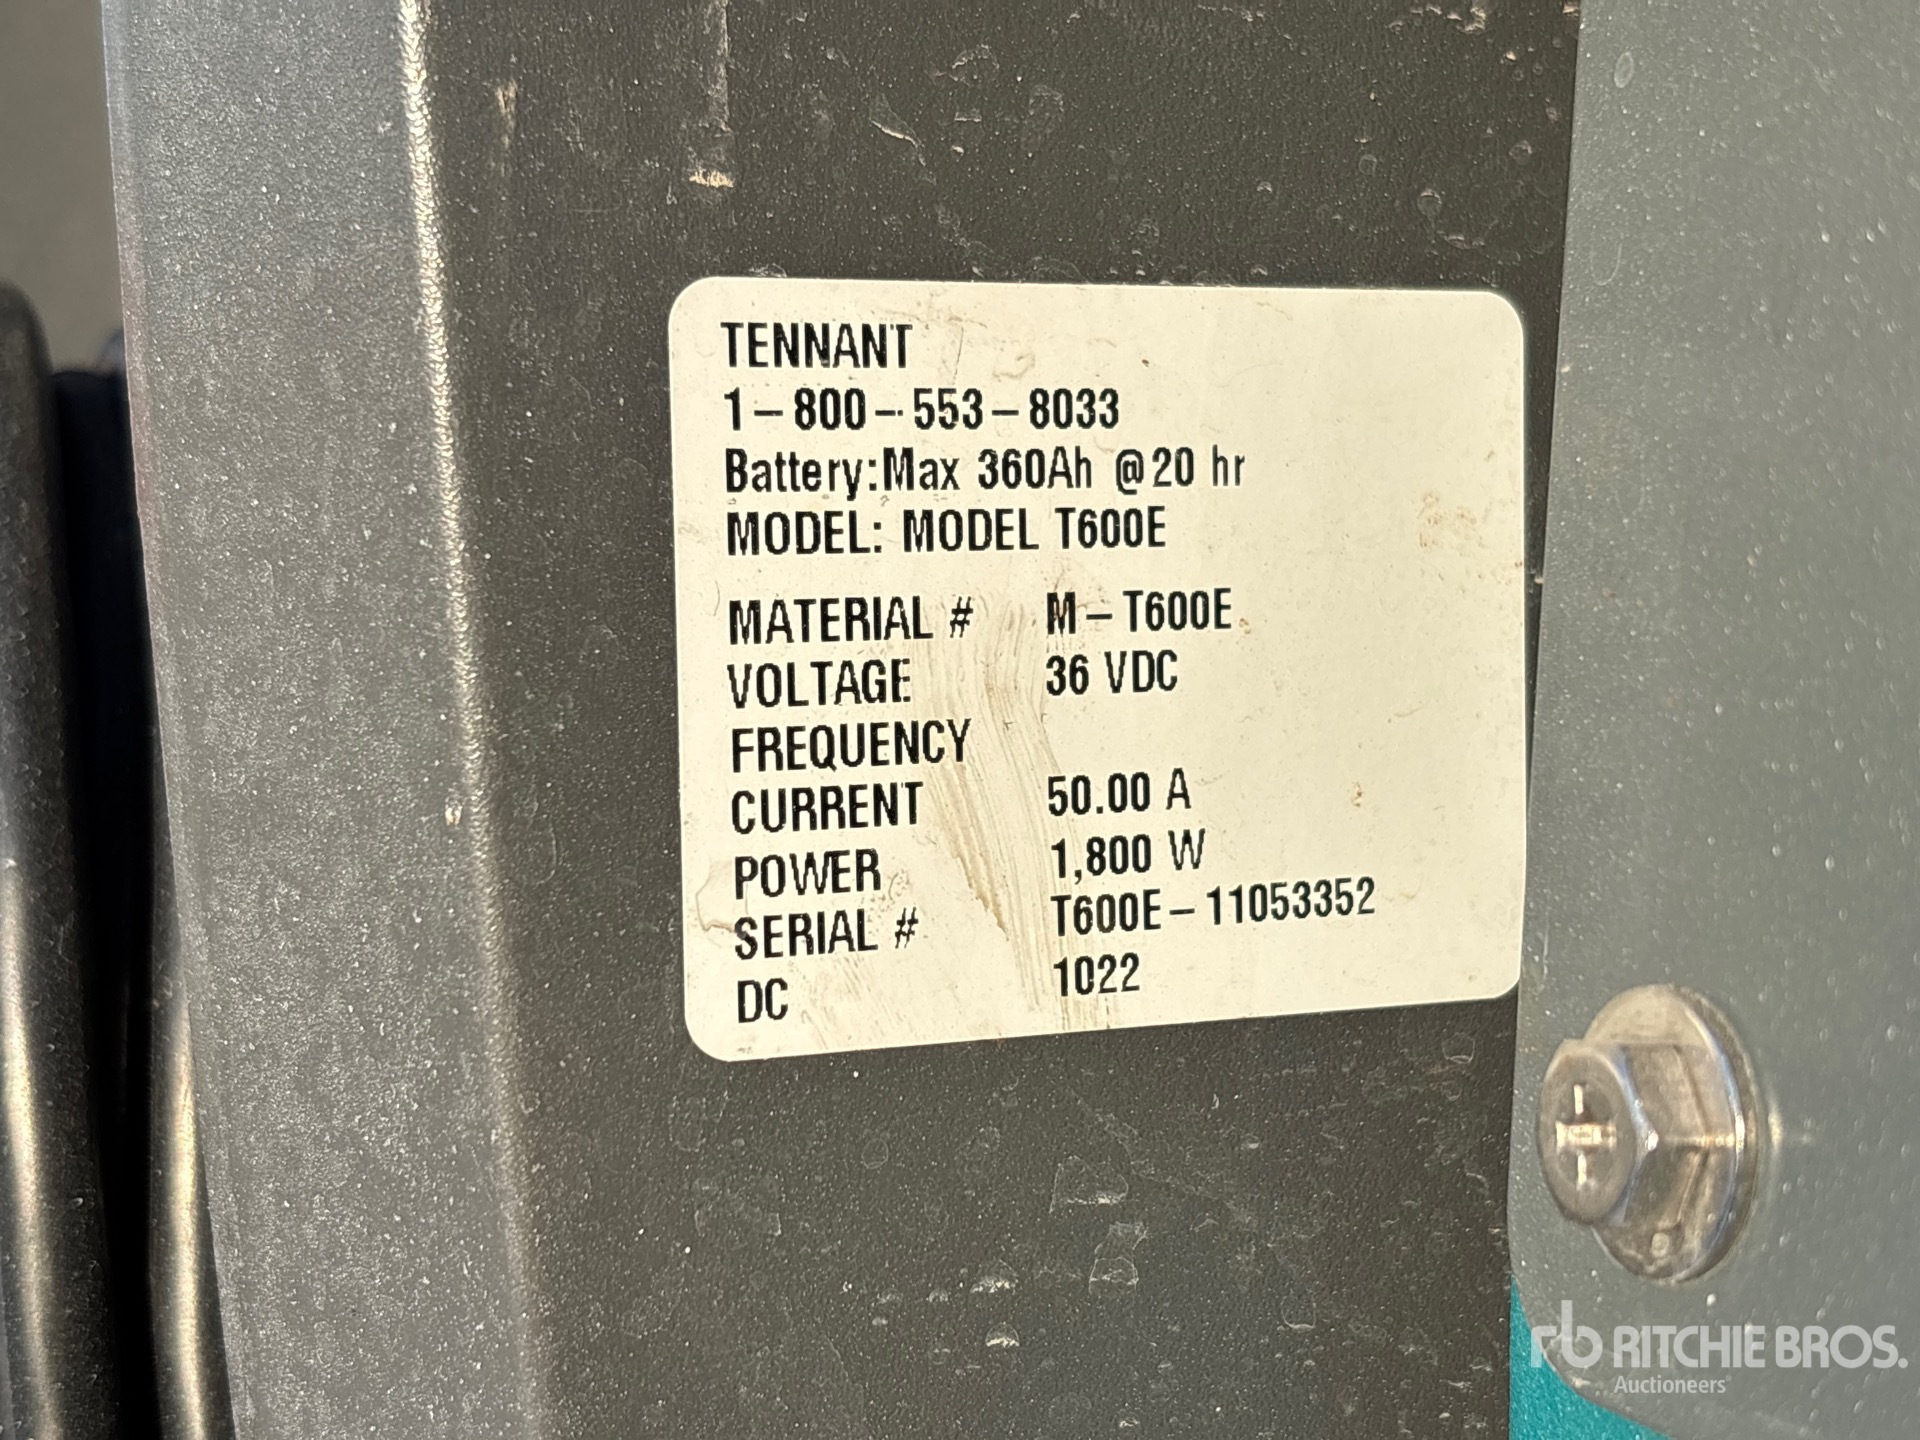 TENNANT
1-800-553-8033
Battery:Max 360Ah @20 hr
MODEL: MODEL T600E
MATERIAL # M-T600E
VOLTAGE 36 VDC
FREQUENCY
CURRENT 50.00 A
POWER 1,800 W
SERIAL # T600E-11053352
DC 1022
rb RITCHIE BROS.
Auctioneers